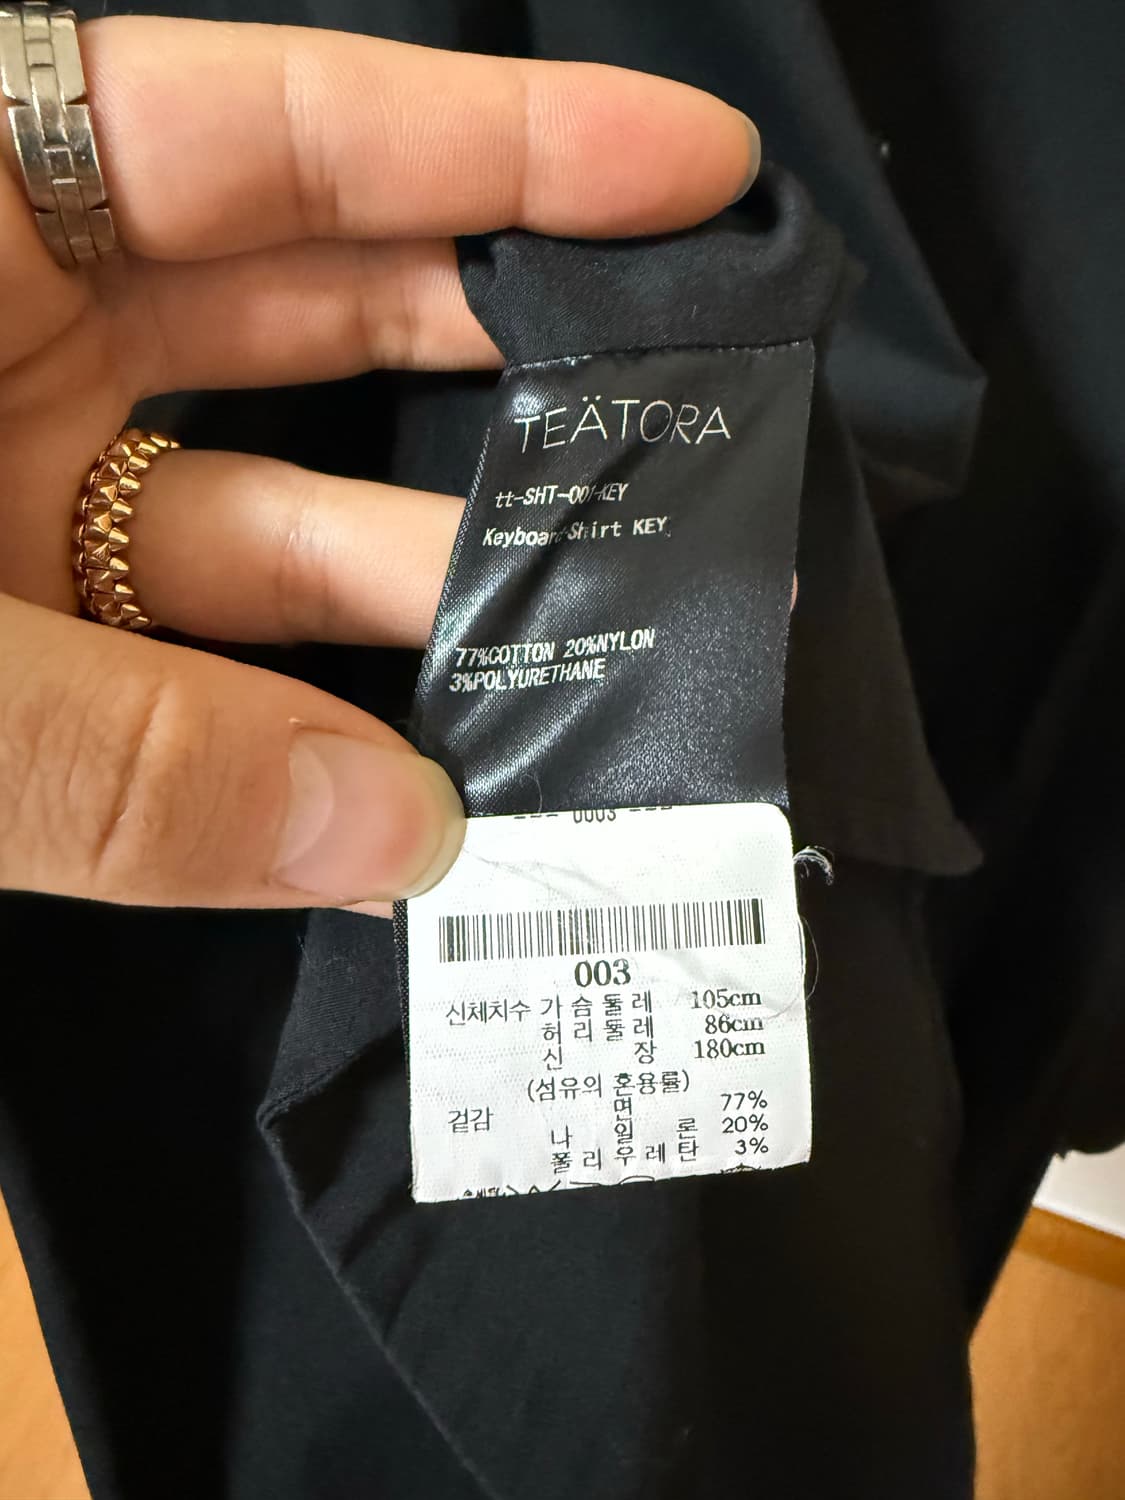 TEÄTORA
tt-SHT-001-KEY
Keyboard Shirt KEY
77%COTTON 20%NYLON
3%POLYURETHANE
003
신체치수 가슴둘레 105cm
허리둘레 86cm
신장 180cm
(섬유의 혼용률)
겉감 면 77%
나일론 20%
폴리우레탄 3%